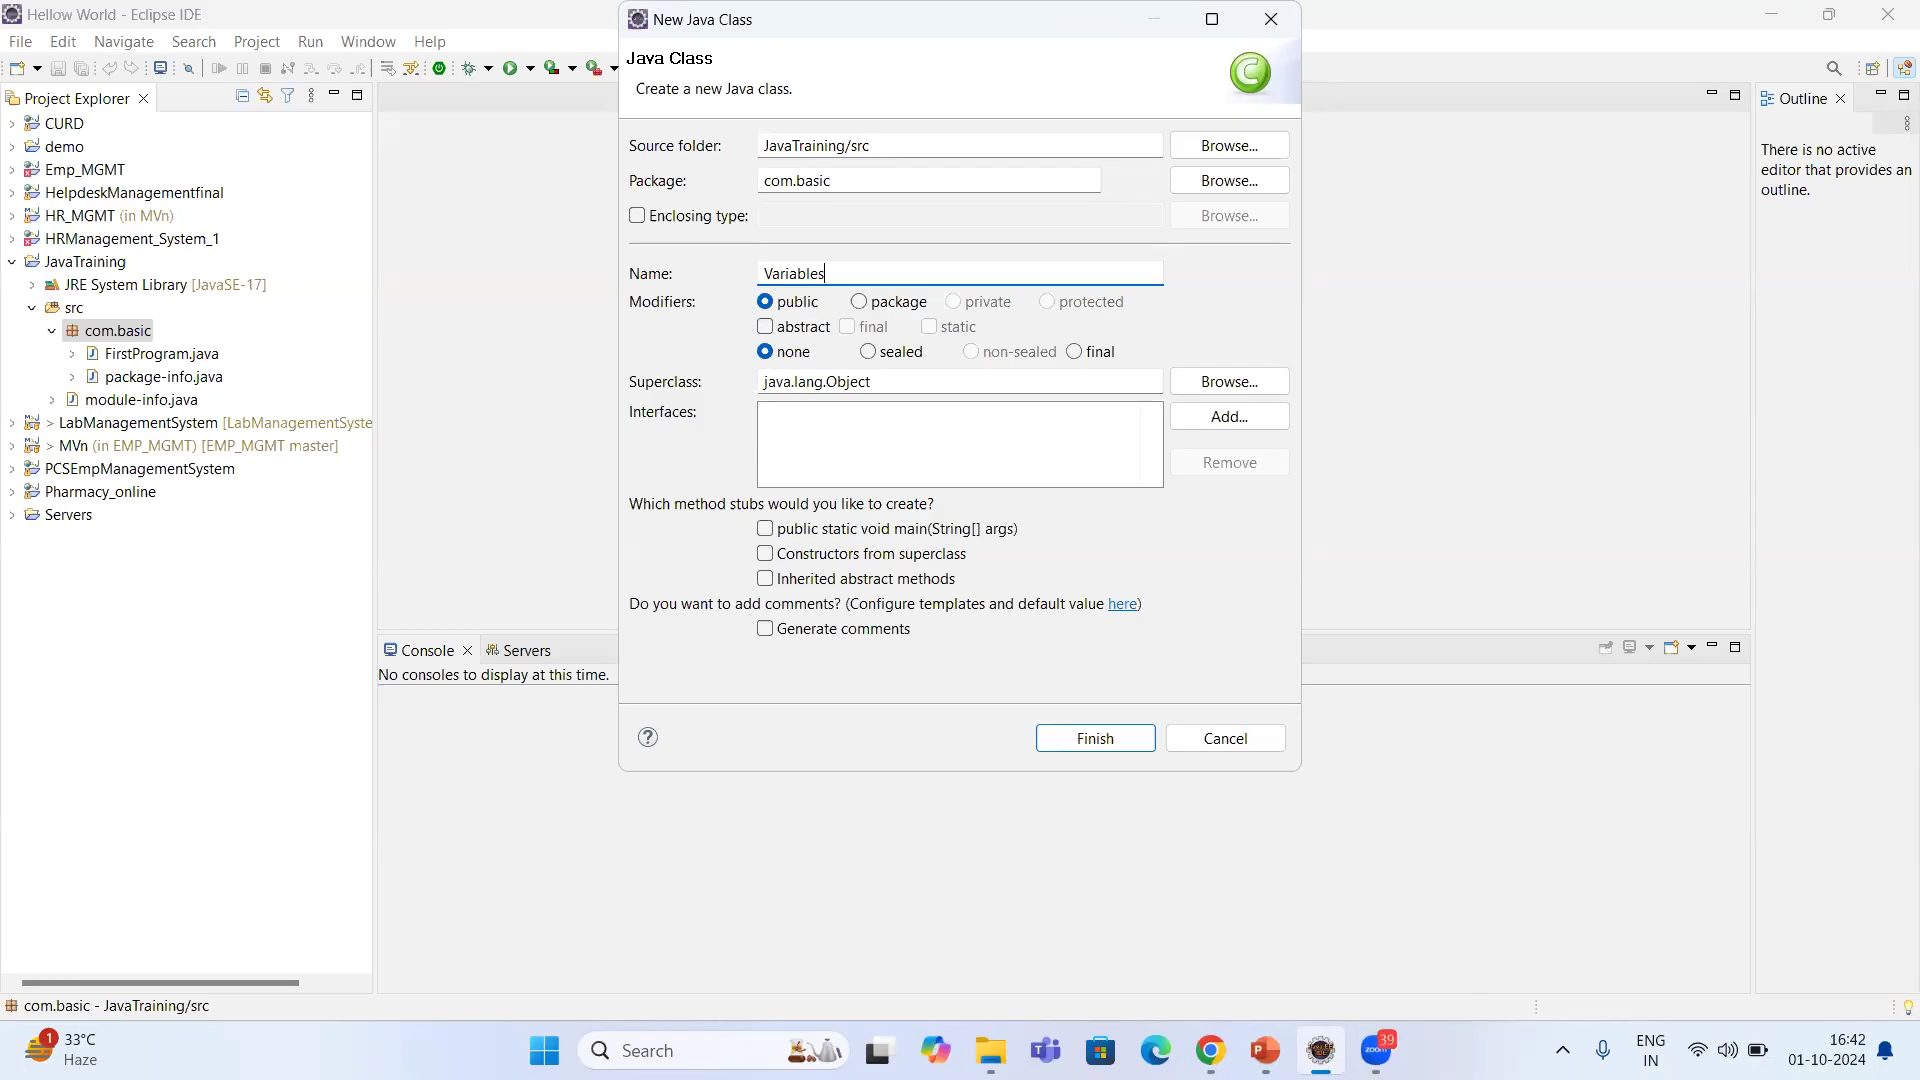 Hellow World - Eclipse IDE
File Edit Navigate Search Project Run Window Help
Project Explorer
CURD
demo
Emp_MGMT
HelpdeskManagementfinal
HR_MGMT (in MVn)
HRManagement_System_1
JavaTraining
JRE System Library [JavaSE-17]
src
com.basic
FirstProgram.java
package-info.java
module-info.java
> LabManagementSystem [LabManagementSyste
> MVn (in EMP_MGMT) [EMP_MGMT master]
PCSEmpManagementSystem
Pharmacy_online
Servers
New Java Class
Java Class
Create a new Java class.
Source folder: JavaTraining/src Browse...
Package: com.basic Browse...
Enclosing type: Browse...
Name: Variables
Modifiers: public package private protected
abstract final static
none sealed non-sealed final
Superclass: java.lang.Object Browse...
Interfaces: Add...
Remove
Which method stubs would you like to create?
public static void main(String[] args)
Constructors from superclass
Inherited abstract methods
Do you want to add comments? (Configure templates and default value here)
Generate comments
Finish Cancel
Outline
There is no active
editor that provides an
outline.
Console Servers
No consoles to display at this time.
com.basic - JavaTraining/src
1 33°C
Haze
Search
39
zoom
ENG
IN
16:42
01-10-2024